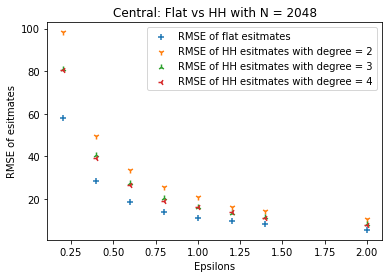 Central: Flat vs HH with N = 2048
RMSE of flat esitmates
RMSE of HH esitmates with degree = 2
RMSE of HH esitmates with degree = 3
RMSE of HH esitmates with degree = 4
RMSE of esitmates
100
80
60
40
20
0.25 0.50 0.75 1.00 1.25 1.50 1.75 2.00
Epsilons